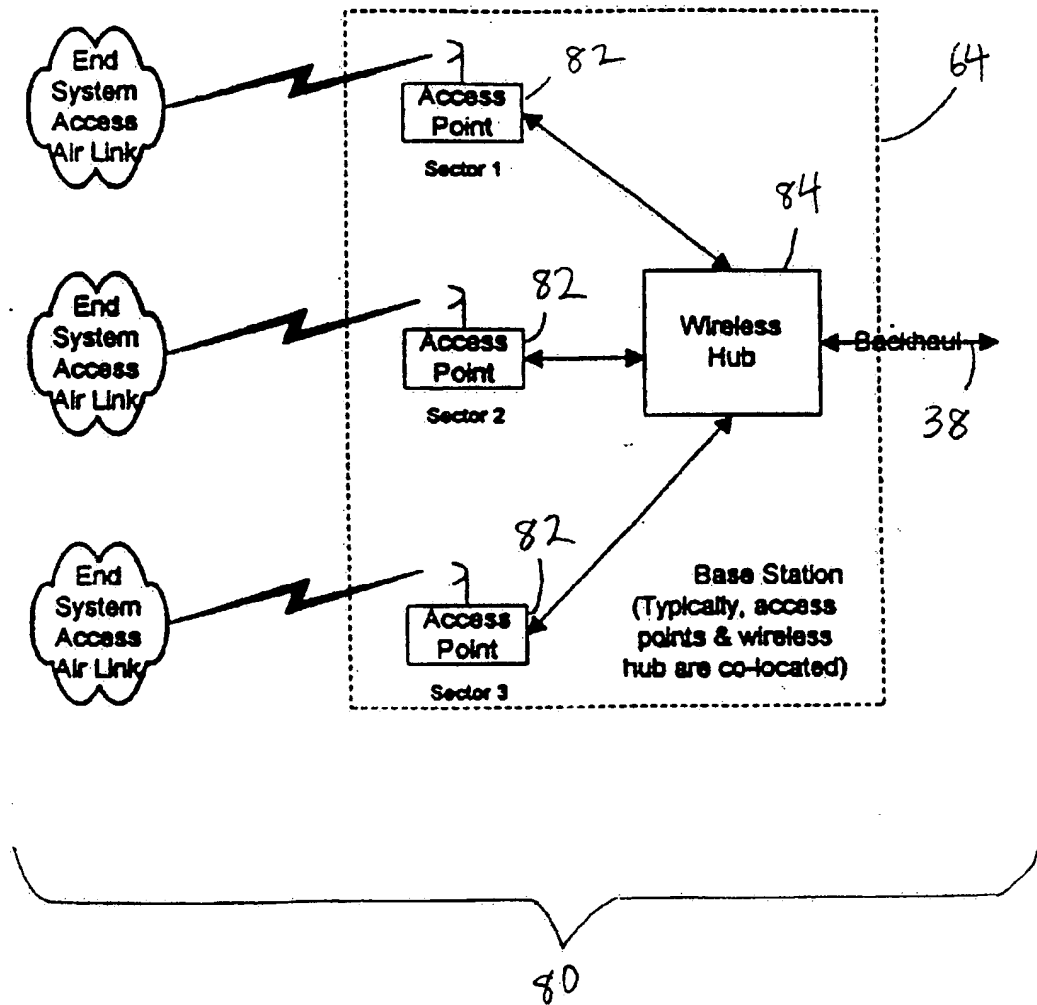 End
System
Access
Air Link
Access
Point
Sector 1
82
64
84
End
System
Access
Air Link
Access
Point
Sector 2
82
Wireless
Hub
Backhaul
38
End
System
Access
Air Link
Access
Point
Sector 3
82
Base Station
(Typically, access
points & wireless
hub are co-located)
80